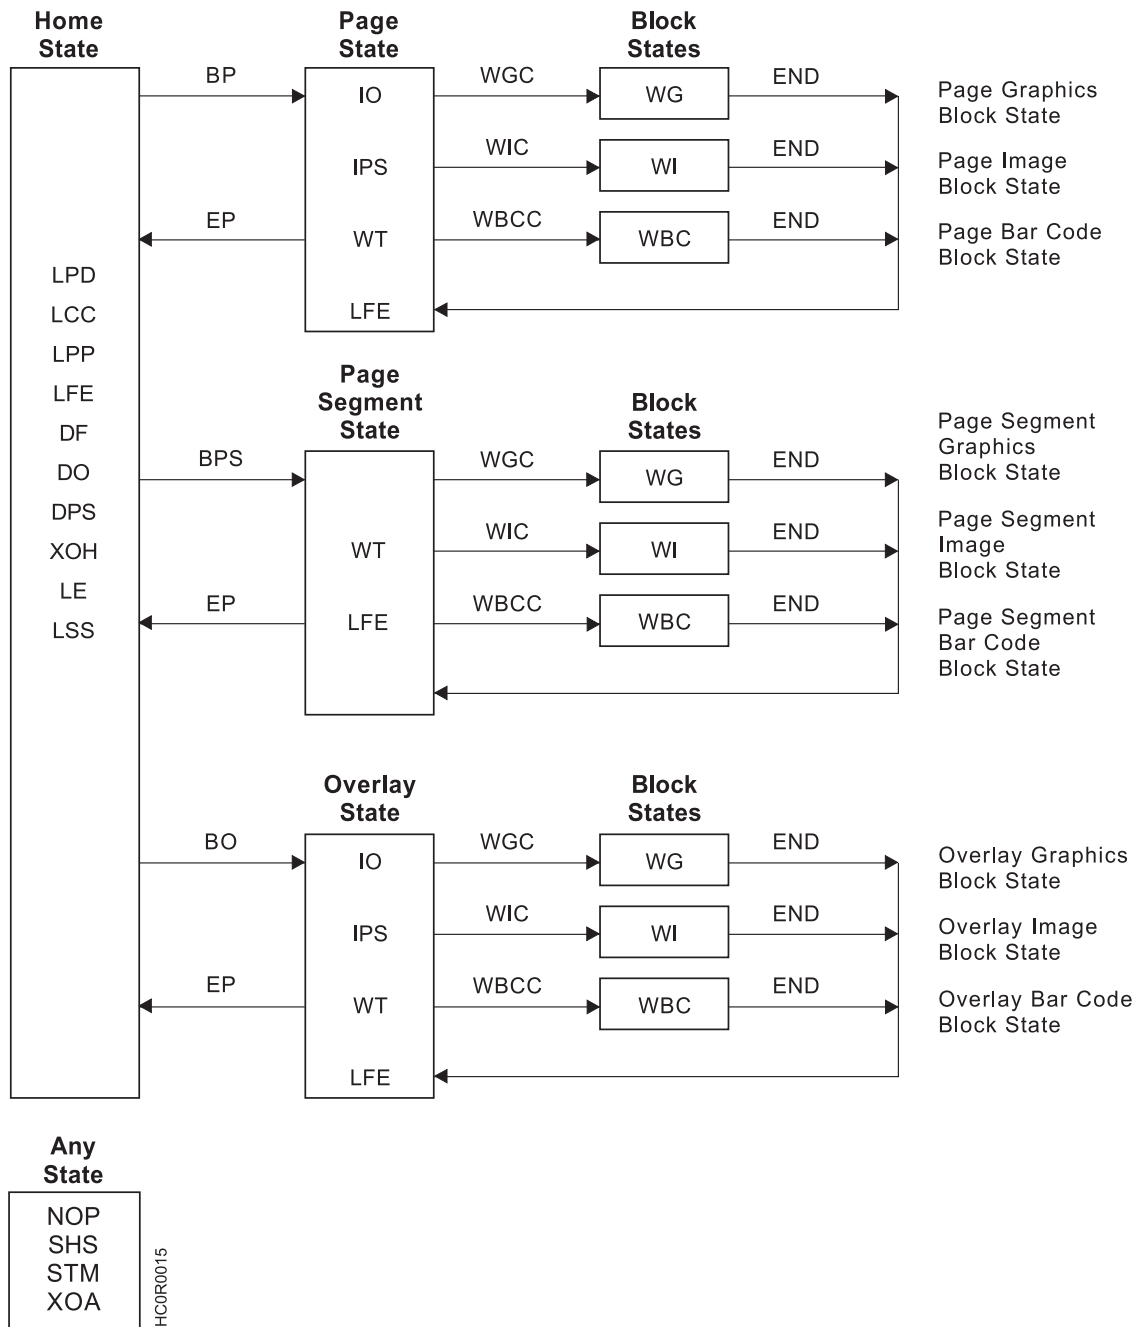 Home
State
Page
State
Block
States
BP
IO
WGC
WG
END
Page Graphics
Block State
IPS
WIC
WI
END
Page Image
Block State
EP
WT
WBCC
WBC
END
Page Bar Code
Block State
LFE
LPD
LCC
LPP
LFE
DF
DO
DPS
XOH
LE
LSS
Page
Segment
State
Block
States
BPS
WGC
WG
END
Page Segment
Graphics
Block State
WT
WIC
WI
END
Page Segment
Image
Block State
EP
LFE
WBCC
WBC
END
Page Segment
Bar Code
Block State
Overlay
State
Block
States
BO
IO
WGC
WG
END
Overlay Graphics
Block State
IPS
WIC
WI
END
Overlay Image
Block State
EP
WT
WBCC
WBC
END
Overlay Bar Code
Block State
LFE
Any
State
NOP
SHS
STM
XOA
HC0R0015